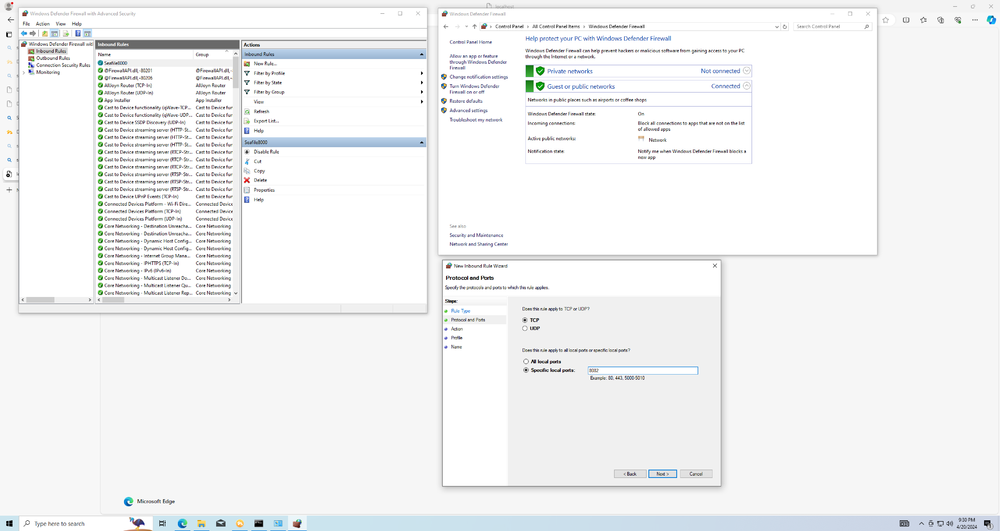 localhost
Windows Defender Firewall with Advanced Security
File Action View Help
Windows Defender Firewall wit
Inbound Rules
Outbound Rules
Connection Security Rules
Monitoring
Inbound Rules
Name Group
Seafile8000
@FirewallAPI.dll,-80201 @FirewallAPI.dll,-
@FirewallAPI.dll,-80206 @FirewallAPI.dll,-
AllJoyn Router (TCP-In) AllJoyn Router
AllJoyn Router (UDP-In) AllJoyn Router
App Installer App Installer
Cast to Device functionality (qWave-TCP... Cast to Device fun
Cast to Device functionality (qWave-UDP... Cast to Device fun
Cast to Device SSDP Discovery (UDP-In) Cast to Device fun
Cast to Device streaming server (HTTP-St... Cast to Device fun
Cast to Device streaming server (HTTP-St... Cast to Device fun
Cast to Device streaming server (HTTP-St... Cast to Device fun
Cast to Device streaming server (RTCP-Str... Cast to Device fun
Cast to Device streaming server (RTCP-Str... Cast to Device fun
Cast to Device streaming server (RTCP-Str... Cast to Device fun
Cast to Device streaming server (RTSP-Str... Cast to Device fun
Cast to Device streaming server (RTSP-Str... Cast to Device fun
Cast to Device streaming server (RTSP-Str... Cast to Device fun
Cast to Device UPnP Events (TCP-In) Cast to Device fun
Connected Devices Platform - Wi-Fi Dire... Connected Device
Connected Devices Platform (TCP-In) Connected Device
Connected Devices Platform (UDP-In) Connected Device
Core Networking - Destination Unreacha... Core Networking
Core Networking - Destination Unreacha... Core Networking
Core Networking - Dynamic Host Config... Core Networking
Core Networking - Dynamic Host Config... Core Networking
Core Networking - Internet Group Mana... Core Networking
Core Networking - IPHTTPS (TCP-In) Core Networking
Core Networking - IPv6 (IPv6-In) Core Networking
Core Networking - Multicast Listener Do... Core Networking
Core Networking - Multicast Listener Qu... Core Networking
Core Networking - Multicast Listener Rep... Core Networking
Actions
Inbound Rules
New Rule...
Filter by Profile
Filter by State
Filter by Group
View
Refresh
Export List...
Help
Seafile8000
Disable Rule
Cut
Copy
Delete
Properties
Help
Windows Defender Firewall
Control Panel All Control Panel Items Windows Defender Firewall
Search Control Panel
Control Panel Home
Allow an app or feature
through Windows Defender
Firewall
Change notification settings
Turn Windows Defender
Firewall on or off
Restore defaults
Advanced settings
Troubleshoot my network
See also
Security and Maintenance
Network and Sharing Center
Help protect your PC with Windows Defender Firewall
Windows Defender Firewall can help prevent hackers or malicious software from gaining access to your PC
through the Internet or a network.
Private networks Not connected
Guest or public networks Connected
Networks in public places such as airports or coffee shops
Windows Defender Firewall state: On
Incoming connections: Block all connections to apps that are not on the list
of allowed apps
Active public networks: Network
Notification state: Notify me when Windows Defender Firewall blocks a
new app
New Inbound Rule Wizard
Protocol and Ports
Specify the protocols and ports to which this rule applies.
Steps:
Rule Type
Protocol and Ports
Action
Profile
Name
Does this rule apply to TCP or UDP?
TCP
UDP
Does this rule apply to all local ports or specific local ports?
All local ports
Specific local ports: 8082
Example: 80, 443, 5000-5010
< Back Next > Cancel
Microsoft Edge
Type here to search
9:30 PM
4/20/2024
1